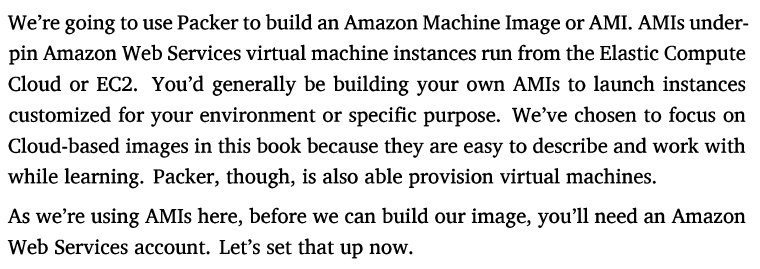 We’re going to use Packer to build an Amazon Machine Image or AMI. AMIs under-
pin Amazon Web Services virtual machine instances run from the Elastic Compute
Cloud or EC2. You’d generally be building your own AMIs to launch instances
customized for your environment or specific purpose. We’ve chosen to focus on
Cloud-based images in this book because they are easy to describe and work with
while learning. Packer, though, is also able provision virtual machines.
As we’re using AMIs here, before we can build our image, you’ll need an Amazon
Web Services account. Let’s set that up now.